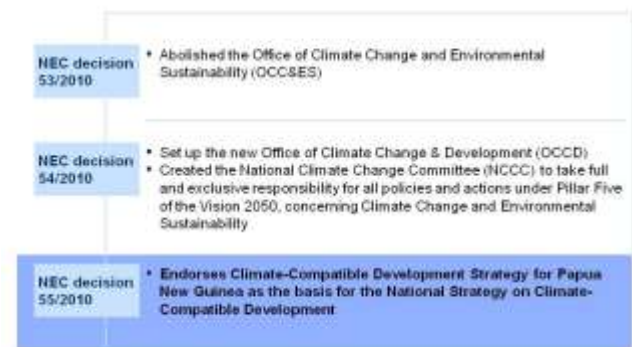 NEC decision
53/2010
• Abolished the Office of Climate Change and Environmental
Sustainability (OCC&ES)
NEC decision
54/2010
• Set up the new Office of Climate Change & Development (OCCD)
• Created the National Climate Change Committee (NCCC) to take full
and exclusive responsibility for all policies and actions under Pillar Five
of the Vision 2050, concerning Climate Change and Environmental
Sustainability
NEC decision
55/2010
• Endorses Climate-Compatible Development Strategy for Papua
New Guinea as the basis for the National Strategy on Climate-
Compatible Development